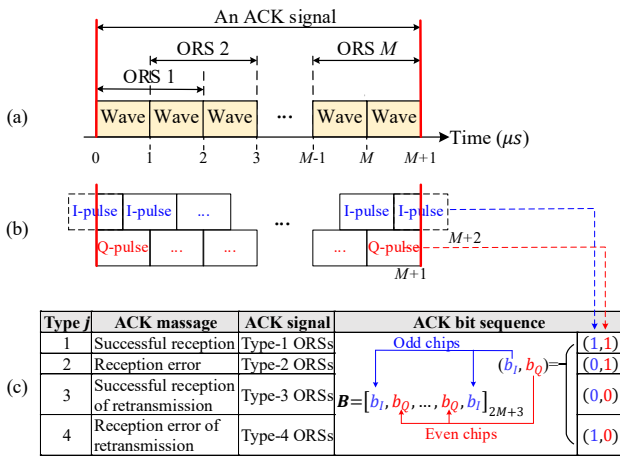 An ACK signal
ORS 2
ORS M
ORS 1
(a)
Wave Wave Wave ... Wave Wave
Time (μs)
0 1 2 3 M-1 M M+1
(b)
I-pulse I-pulse ... ... I-pulse I-pulse
Q-pulse ... ... ... Q-pulse
M+2
M+1
(c)
Type j ACK massage ACK signal ACK bit sequence
1 Successful reception Type-1 ORSs (1,1)
2 Reception error Type-2 ORSs (0,1)
3 Successful reception of retransmission Type-3 ORSs (0,0)
4 Reception error of retransmission Type-4 ORSs (1,0)
Odd chips
(b_I, b_Q)=
B=[b_I, b_Q, ..., b_Q, b_I]_{2M+3}
Even chips